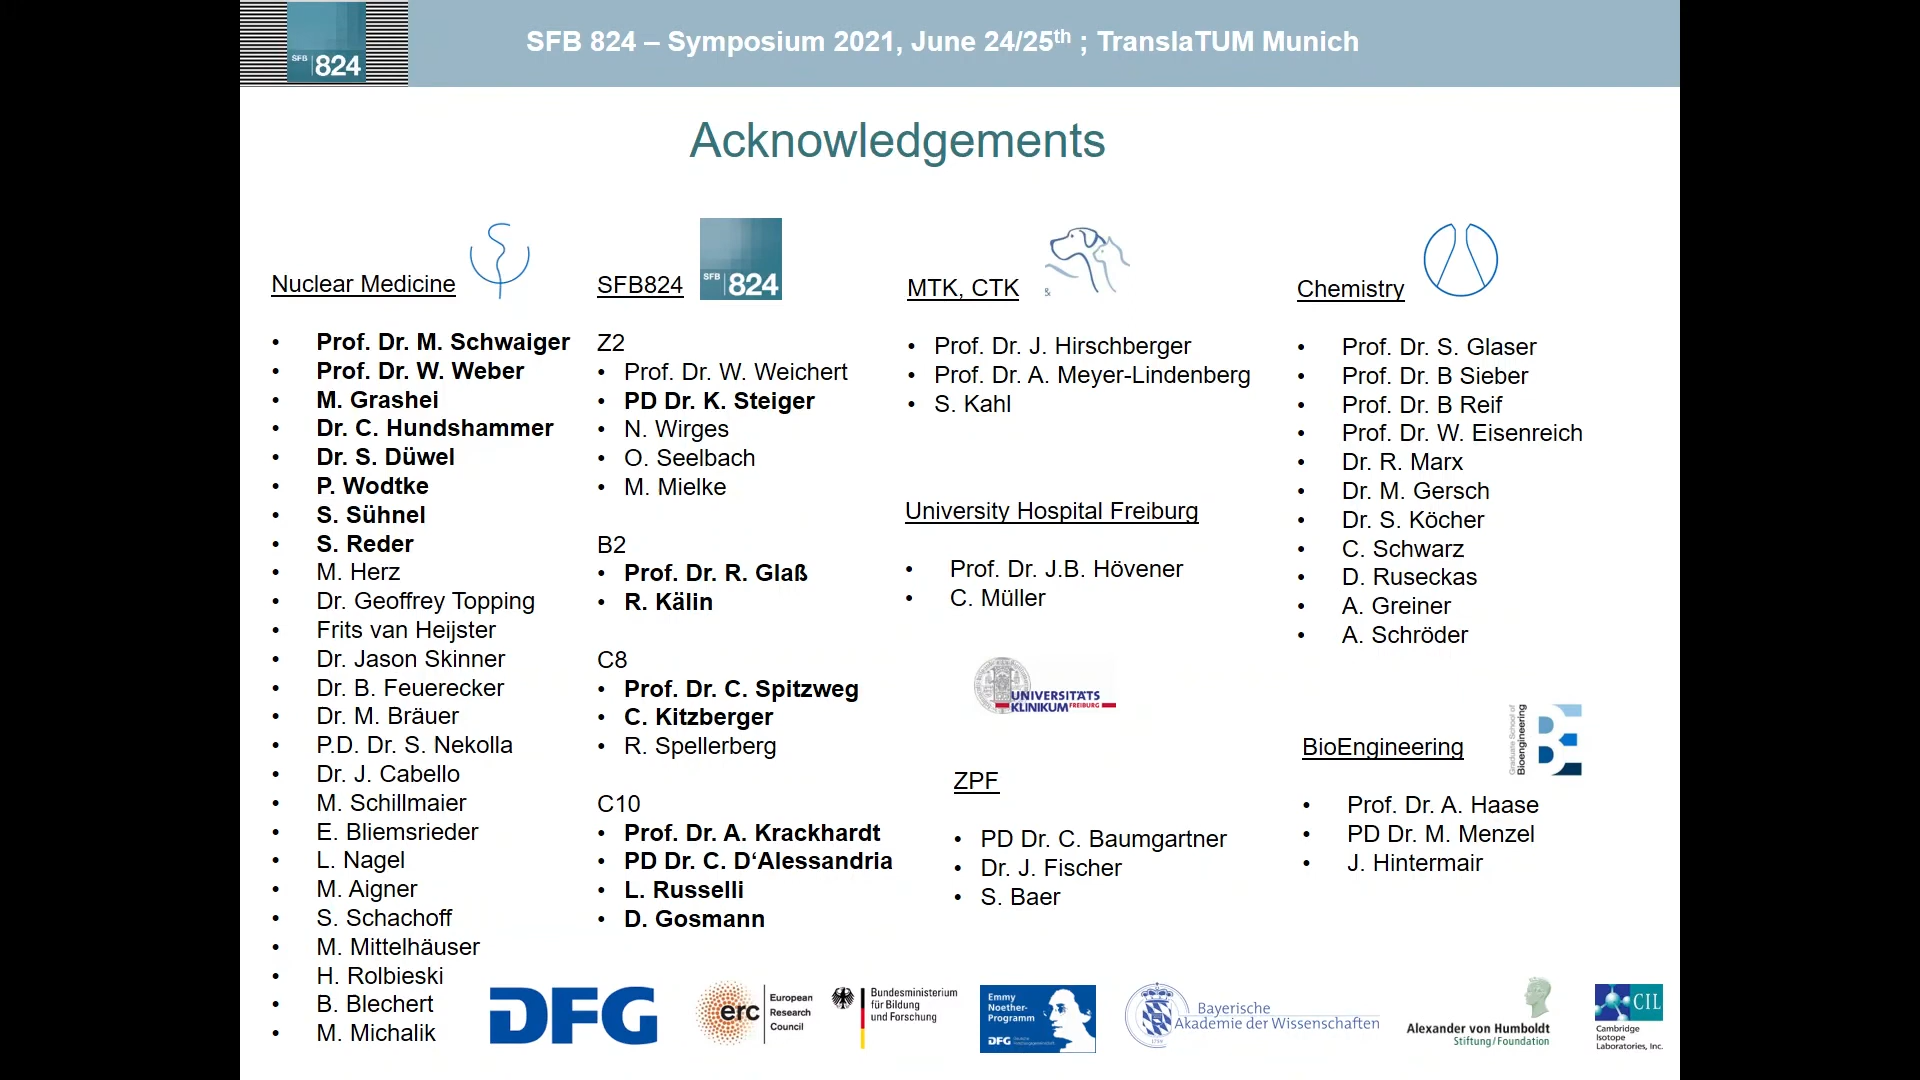 SFB 824
SFB 824 – Symposium 2021, June 24/25th ; TranslaTUM Munich
Acknowledgements
Nuclear Medicine
• Prof. Dr. M. Schwaiger
• Prof. Dr. W. Weber
• M. Grashei
• Dr. C. Hundshammer
• Dr. S. Düwel
• P. Wodtke
• S. Sühnel
• S. Reder
• M. Herz
• Dr. Geoffrey Topping
• Frits van Heijster
• Dr. Jason Skinner
• Dr. B. Feuerecker
• Dr. M. Bräuer
• P.D. Dr. S. Nekolla
• Dr. J. Cabello
• M. Schillmaier
• E. Bliemsrieder
• L. Nagel
• M. Aigner
• S. Schachoff
• M. Mittelhäuser
• H. Rolbieski
• B. Blechert
• M. Michalik
SFB824
SFB 824
Z2
• Prof. Dr. W. Weichert
• PD Dr. K. Steiger
• N. Wirges
• O. Seelbach
• M. Mielke
B2
• Prof. Dr. R. Glaß
• R. Kälin
C8
• Prof. Dr. C. Spitzweg
• C. Kitzberger
• R. Spellerberg
C10
• Prof. Dr. A. Krackhardt
• PD Dr. C. D‘Alessandria
• L. Russelli
• D. Gosmann
MTK, CTK
&
• Prof. Dr. J. Hirschberger
• Prof. Dr. A. Meyer-Lindenberg
• S. Kahl
University Hospital Freiburg
• Prof. Dr. J.B. Hövener
• C. Müller
UNIVERSITÄTS
KLINIKUM FREIBURG
ZPF
• PD Dr. C. Baumgartner
• Dr. J. Fischer
• S. Baer
Chemistry
• Prof. Dr. S. Glaser
• Prof. Dr. B Sieber
• Prof. Dr. B Reif
• Prof. Dr. W. Eisenreich
• Dr. R. Marx
• Dr. M. Gersch
• Dr. S. Köcher
• C. Schwarz
• D. Ruseckas
• A. Greiner
• A. Schröder
BioEngineering
Graduate School of
Bioengineering
BE
• Prof. Dr. A. Haase
• PD Dr. M. Menzel
• J. Hintermair
DFG
erc
European
Research
Council
Bundesministerium
für Bildung
und Forschung
Emmy
Noether-
Programm
DFG
Bayerische
Akademie der Wissenschaften
1759
Alexander von Humboldt
Stiftung/Foundation
CIL
Cambridge
Isotope
Laboratories, Inc.